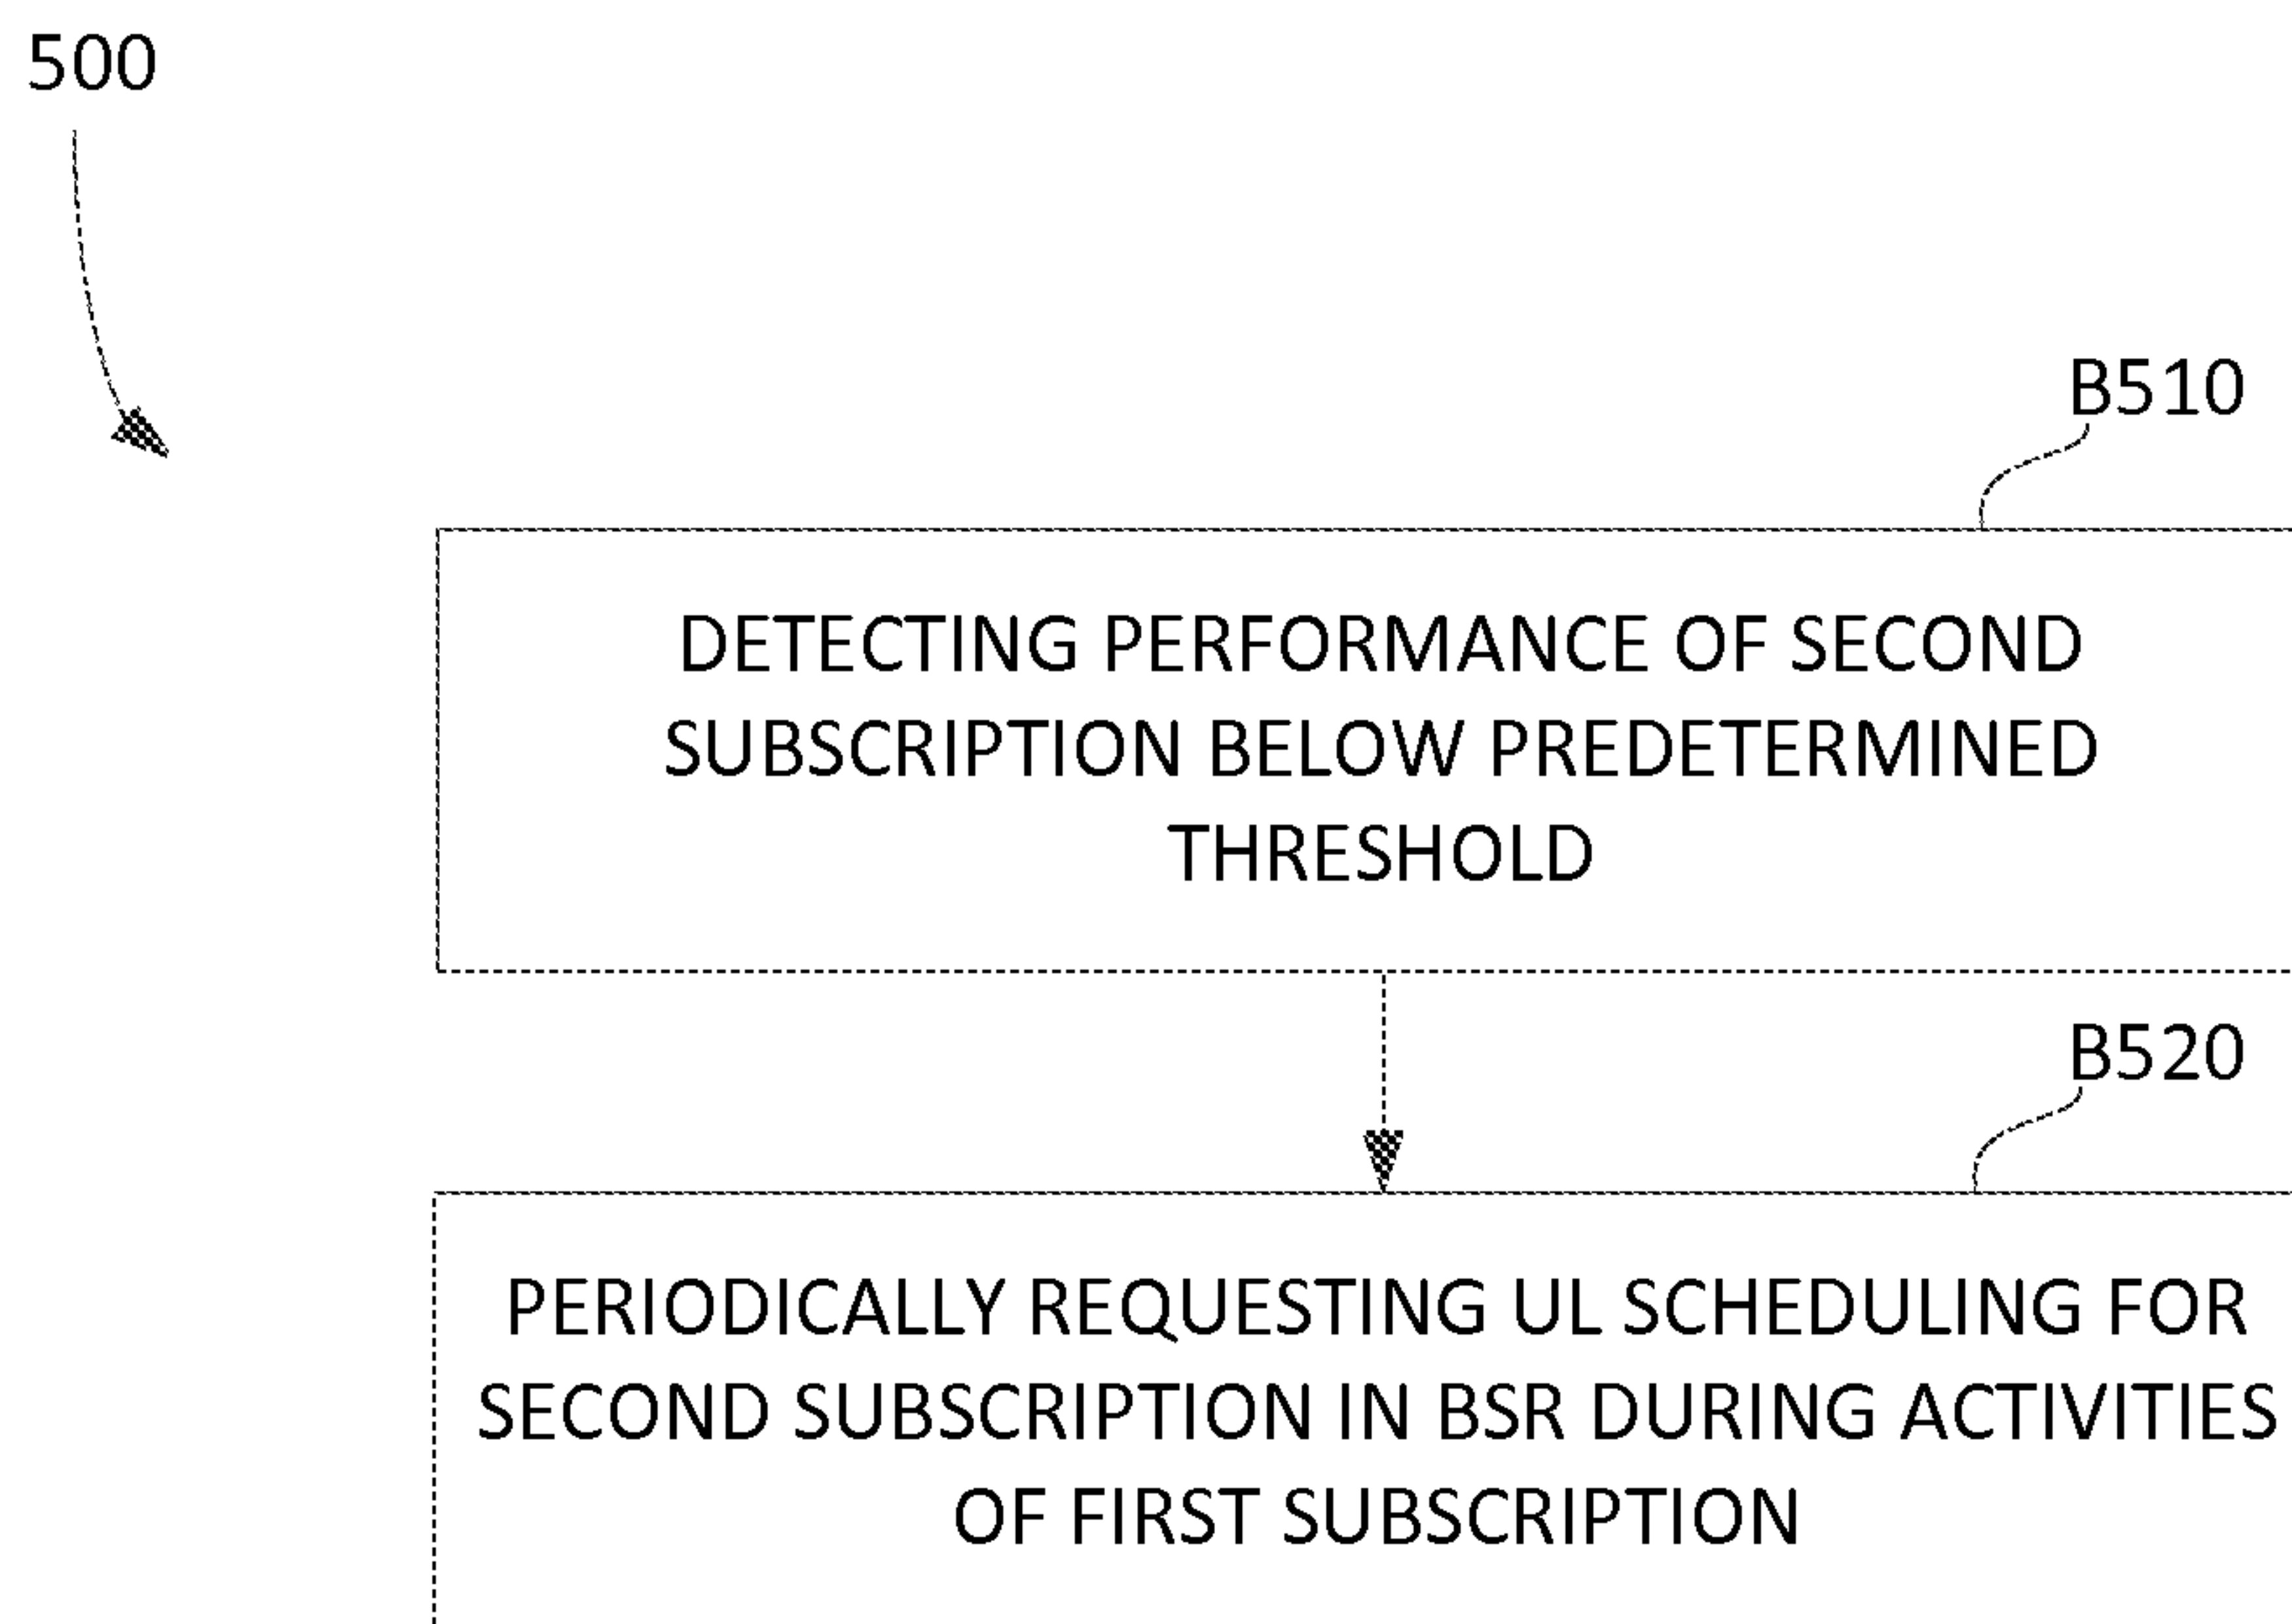 500
B510
DETECTING PERFORMANCE OF SECOND
SUBSCRIPTION BELOW PREDETERMINED
THRESHOLD
B520
PERIODICALLY REQUESTING UL SCHEDULING FOR
SECOND SUBSCRIPTION IN BSR DURING ACTIVITIES
OF FIRST SUBSCRIPTION